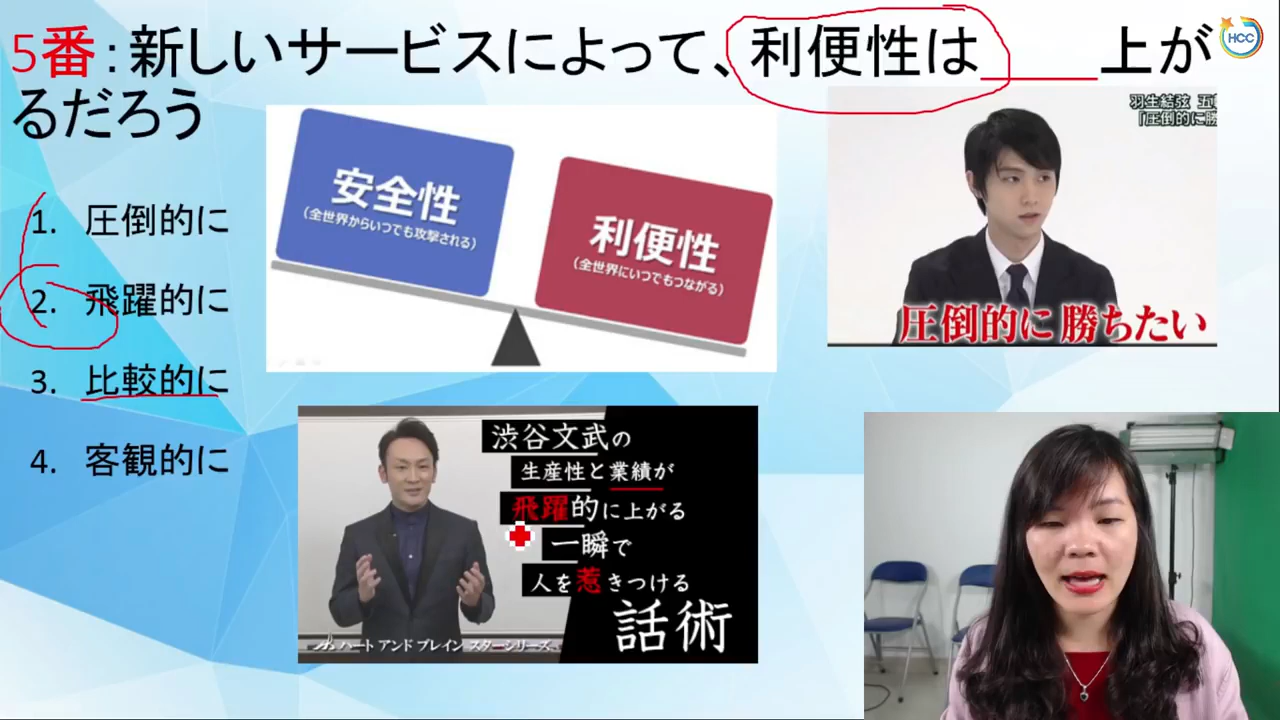 5番:新しいサービスによって、利便性は____上が
るだろう
HCC
1. 圧倒的に
2. 飛躍的に
3. 比較的に
4. 客観的に
安全性
(全世界からいつでも攻撃される)
利便性
(全世界にいつでもつながる)
羽生結弦
「圧倒的に勝
圧倒的に 勝ちたい
渋谷文武の
生産性と業績が
飛躍的に上がる
一瞬で
人を惹きつける
話術
ハート アンド ブレイン スターシリーズ